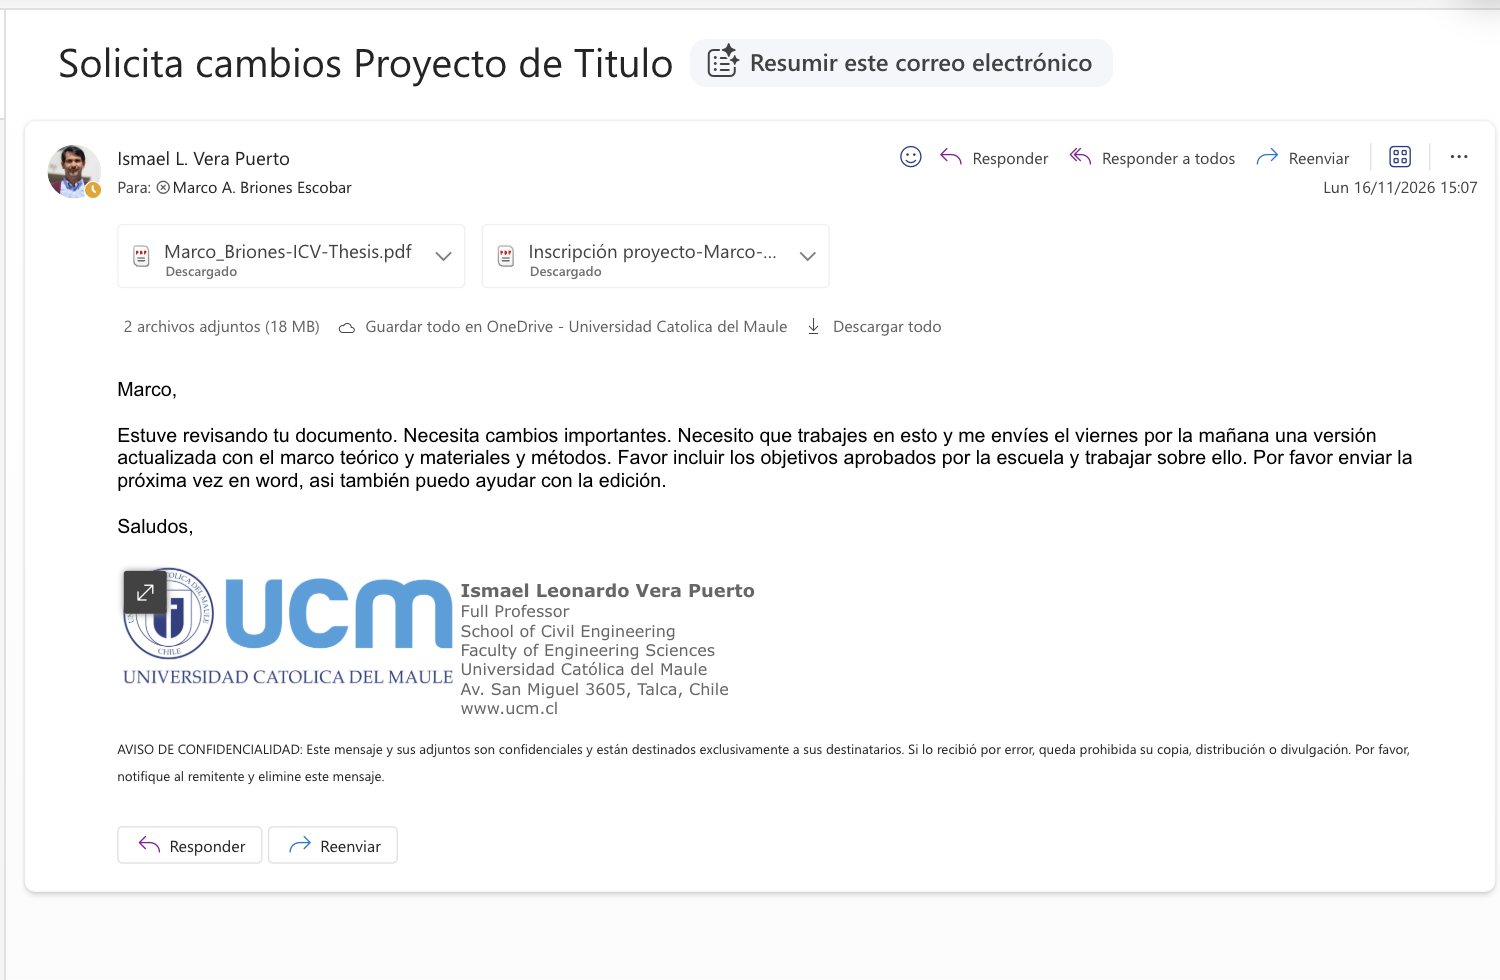 Solicita cambios Proyecto de Titulo
Resumir este correo electrónico
Ismael L. Vera Puerto
Para: Marco A. Briones Escobar
Responder
Responder a todos
Reenviar
Lun 16/11/2026 15:07
Marco_Briones-ICV-Thesis.pdf
Descargado
Inscripción proyecto-Marco-...
Descargado
2 archivos adjuntos (18 MB)
Guardar todo en OneDrive - Universidad Catolica del Maule
Descargar todo
Marco,
Estuve revisando tu documento. Necesita cambios importantes. Necesito que trabajes en esto y me envíes el viernes por la mañana una versión
actualizada con el marco teórico y materiales y métodos. Favor incluir los objetivos aprobados por la escuela y trabajar sobre ello. Por favor enviar la
próxima vez en word, asi también puedo ayudar con la edición.
Saludos,
CHILE
ucm
UNIVERSIDAD CATOLICA DEL MAULE
Ismael Leonardo Vera Puerto
Full Professor
School of Civil Engineering
Faculty of Engineering Sciences
Universidad Católica del Maule
Av. San Miguel 3605, Talca, Chile
www.ucm.cl
AVISO DE CONFIDENCIALIDAD: Este mensaje y sus adjuntos son confidenciales y están destinados exclusivamente a sus destinatarios. Si lo recibió por error, queda prohibida su copia, distribución o divulgación. Por favor,
notifique al remitente y elimine este mensaje.
Responder
Reenviar